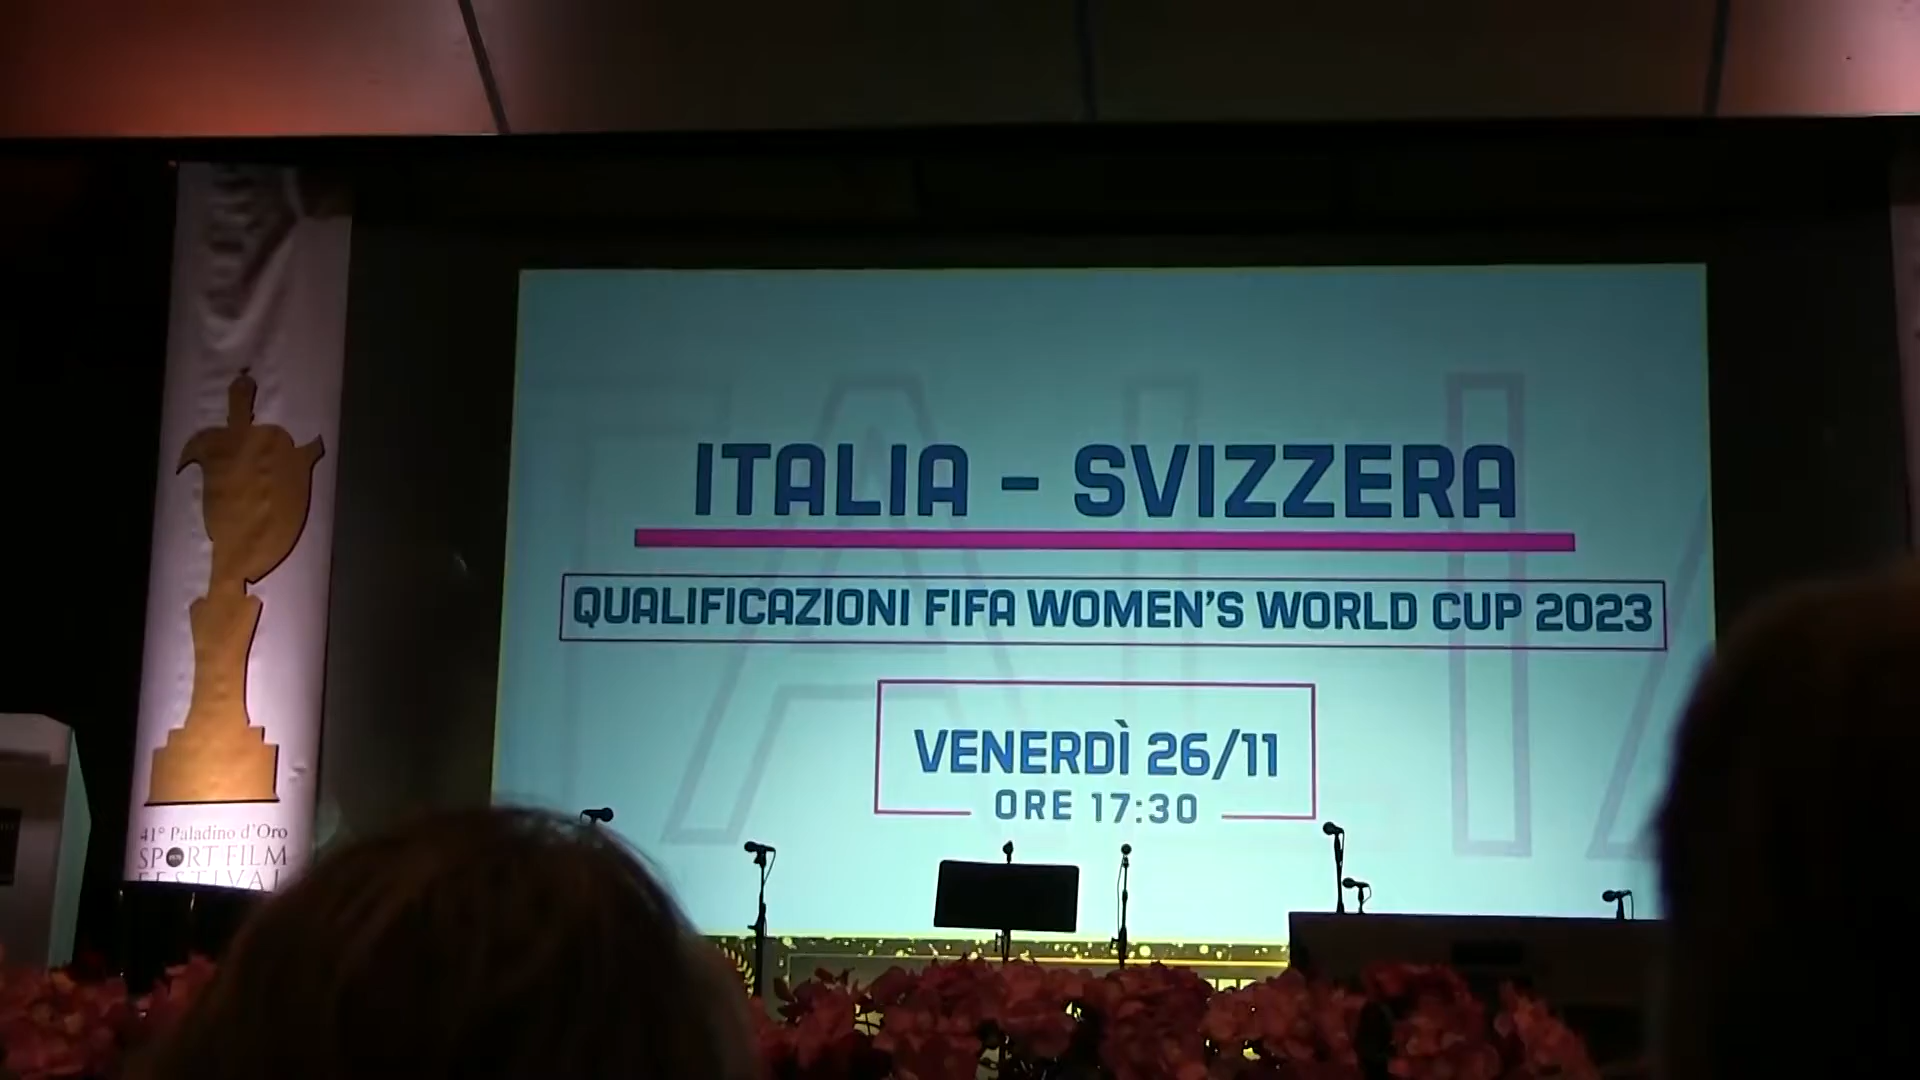 ITALIA - SVIZZERA
QUALIFICAZIONI FIFA WOMEN'S WORLD CUP 2023
VENERDÌ 26/11
ORE 17:30
41° Paladino d'Oro
SPORT FILM
FESTIVAL